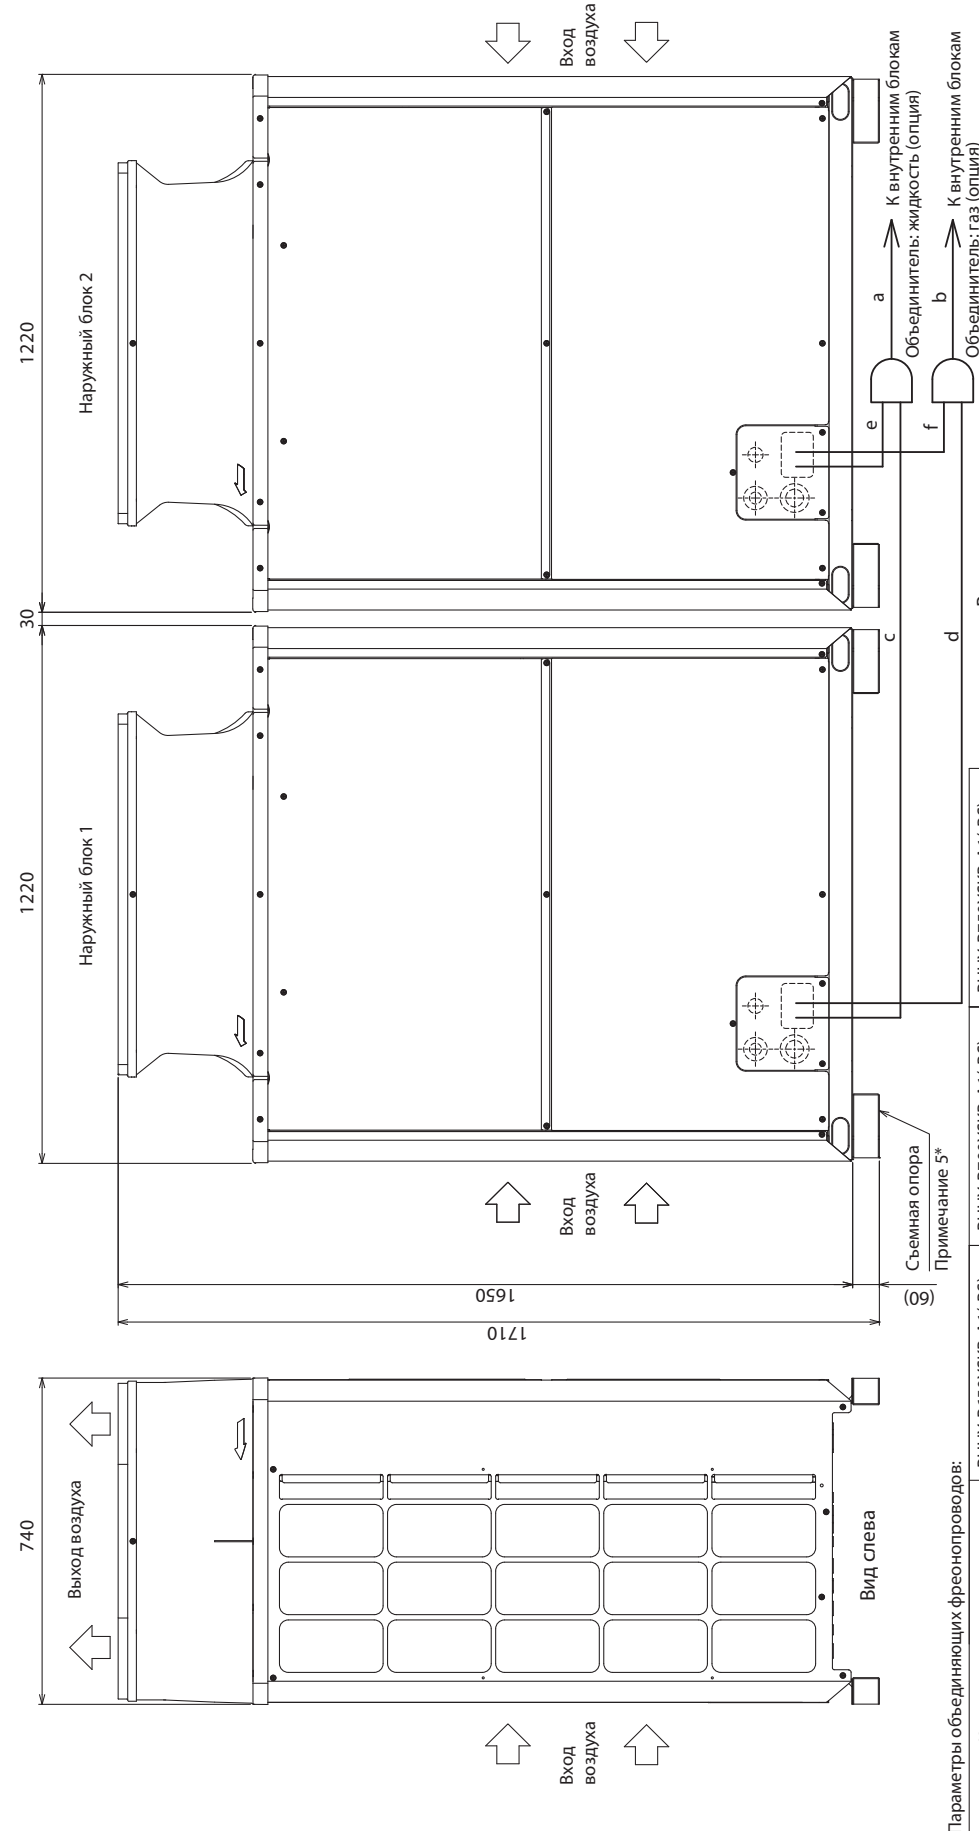 740
Выход воздуха
Вход
воздуха
Вид слева
1710
1650
(60)
1220
30
1220
Наружный блок 1
Наружный блок 2
Вход
воздуха
Вход
воздуха
Съемная опора
Примечание 5*
a
b
c
d
e
f
К внутренним блокам
Объединитель: жидкость (опция)
К внутренним блокам
Объединитель: газ (опция)
Параметры объединяющих фреонопроводов: